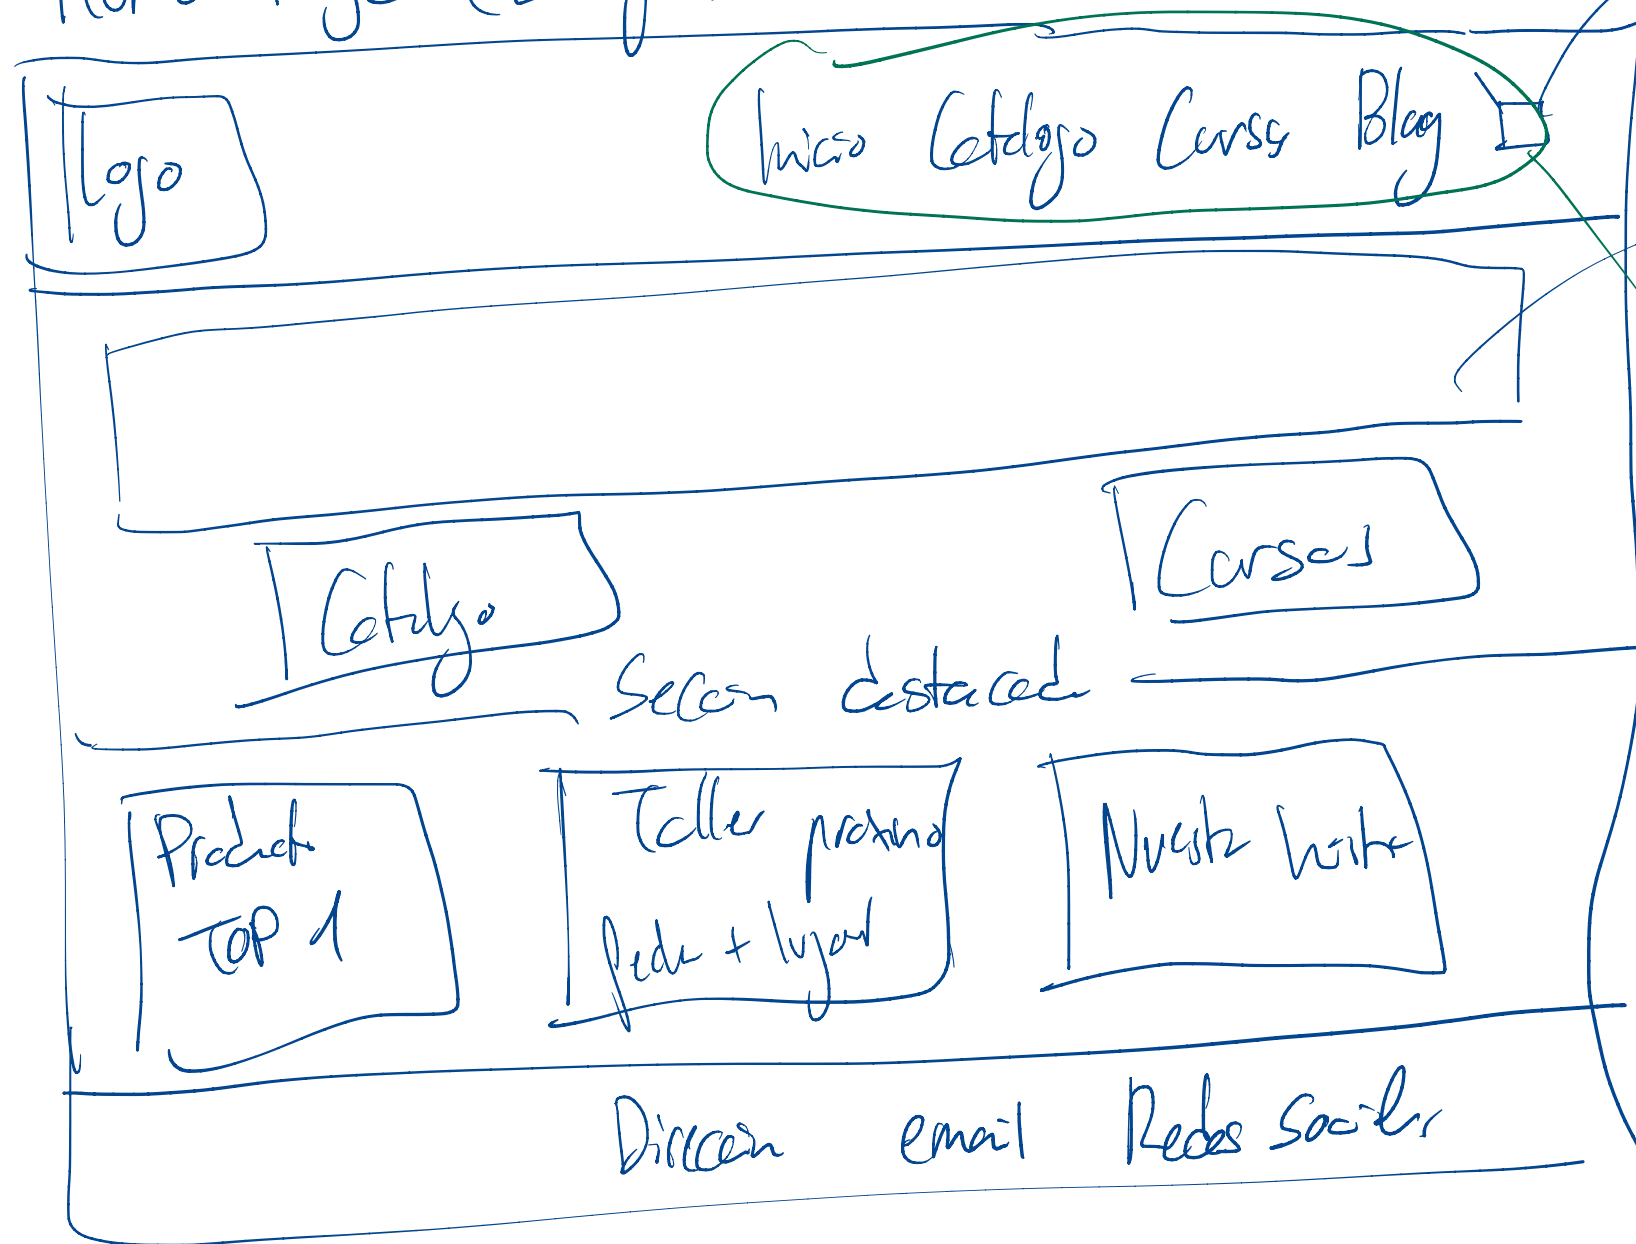 Logo
Inicio Catálogo Cursos Blog
Catálogo
Cursos
Sección destacada
Producto
TOP 1
Taller próximo
fecha + lugar
Nuestra historia
Dirección email Redes Sociales